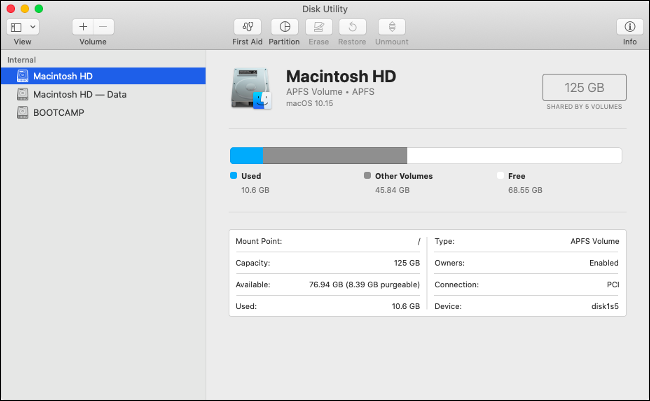 Disk Utility
View Volume First Aid Partition Erase Restore Unmount Info
Internal
Macintosh HD
Macintosh HD — Data
BOOTCAMP
Macintosh HD
APFS Volume • APFS
macOS 10.15
125 GB
SHARED BY 6 VOLUMES
Used Other Volumes Free
10.6 GB 45.84 GB 68.55 GB
Mount Point: / Type: APFS Volume
Capacity: 125 GB Owners: Enabled
Available: 76.94 GB (8.39 GB purgeable) Connection: PCI
Used: 10.6 GB Device: disk1s5